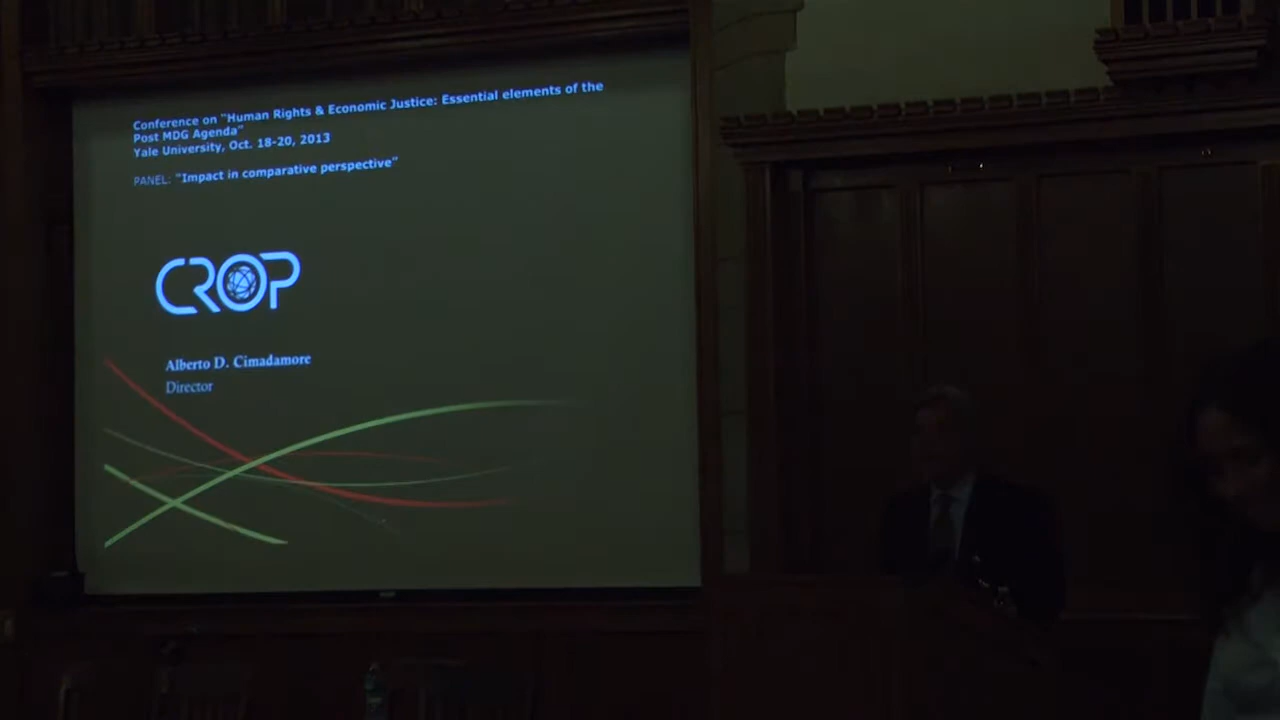 Conference on "Human Rights & Economic Justice: Essential elements of the
Post MDG Agenda"
Yale University, Oct. 18-20, 2013
PANEL: "Impact in comparative perspective"
CROP
Alberto D. Cimadamore
Director